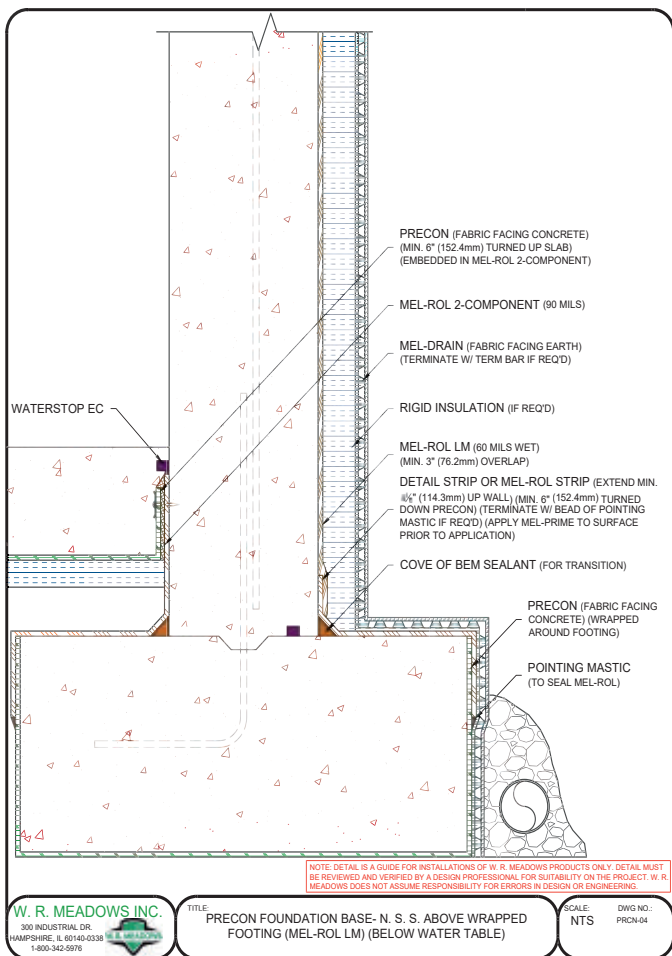 PRECON (FABRIC FACING CONCRETE)
(MIN. 6" (152.4mm) TURNED UP SLAB)
(EMBEDDED IN MEL-ROL 2-COMPONENT)
MEL-ROL 2-COMPONENT (90 MILS)
MEL-DRAIN (FABRIC FACING EARTH)
(TERMINATE W/ TERM BAR IF REQ'D)
WATERSTOP EC
RIGID INSULATION (IF REQ'D)
MEL-ROL LM (60 MILS WET)
(MIN. 3" (76.2mm) OVERLAP)
DETAIL STRIP OR MEL-ROL STRIP (EXTEND MIN.
(114.3mm) UP WALL) (MIN. 6" (152.4mm) TURNED
DOWN PRECON) (TERMINATE W/ BEAD OF POINTING
MASTIC IF REQ'D) (APPLY MEL-PRIME TO SURFACE
PRIOR TO APPLICATION)
COVE OF BEM SEALANT (FOR TRANSITION)
PRECON (FABRIC FACING
CONCRETE) (WRAPPED
AROUND FOOTING)
POINTING MASTIC
(TO SEAL MEL-ROL)
NOTE: DETAIL IS A GUIDE FOR INSTALLATIONS OF W. R. MEADOWS PRODUCTS ONLY. DETAIL MUST
BE REVIEWED AND VERIFIED BY A DESIGN PROFESSIONAL FOR SUITABILITY ON THE PROJECT. W. R.
MEADOWS DOES NOT ASSUME RESPONSIBILITY FOR ERRORS IN DESIGN OR ENGINEERING.
W. R. MEADOWS INC.
300 INDUSTRIAL DR.
HAMPSHIRE, IL 60140-0338
1-800-342-5976
W. R. MEADOWS
TITLE:
PRECON FOUNDATION BASE- N. S. S. ABOVE WRAPPED
FOOTING (MEL-ROL LM) (BELOW WATER TABLE)
SCALE:
NTS
DWG NO.:
PRCN-04